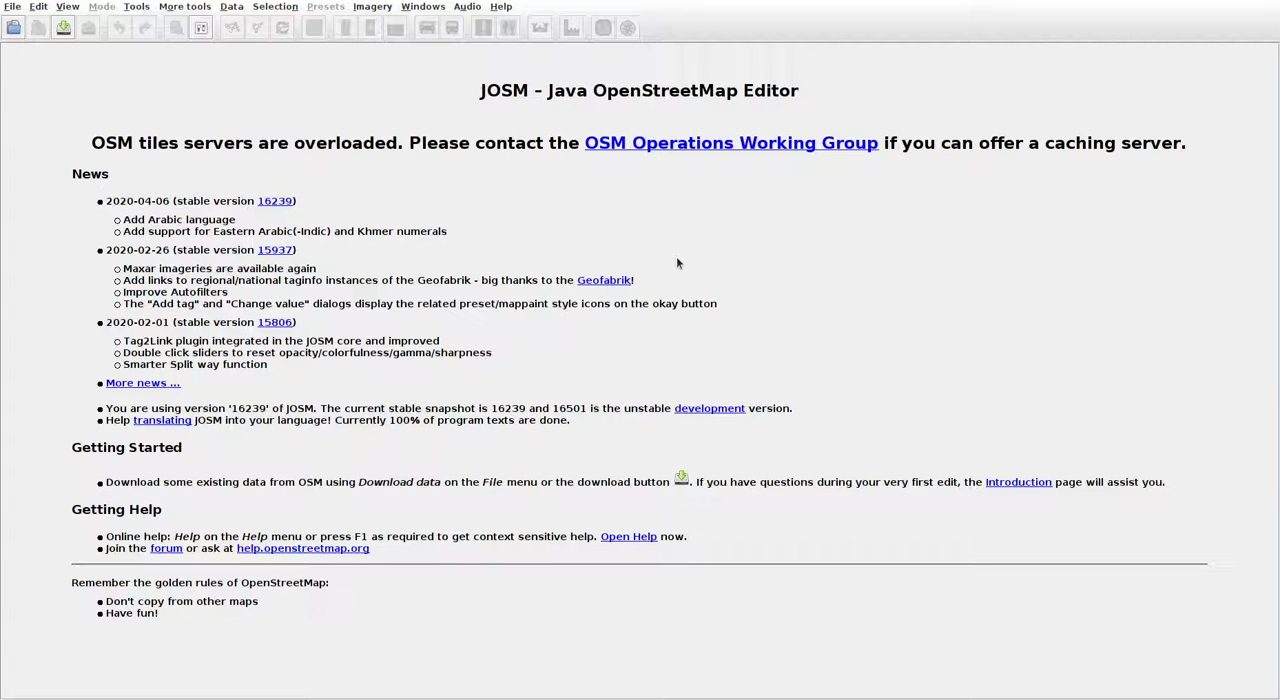 File Edit View Mode Tools More tools Data Selection Presets Imagery Windows Audio Help
JOSM – Java OpenStreetMap Editor
OSM tiles servers are overloaded. Please contact the OSM Operations Working Group if you can offer a caching server.
News
2020-04-06 (stable version 16239)
Add Arabic language
Add support for Eastern Arabic(-Indic) and Khmer numerals
2020-02-26 (stable version 15937)
Maxar imageries are available again
Add links to regional/national taginfo instances of the Geofabrik - big thanks to the Geofabrik!
Improve Autofilters
The "Add tag" and "Change value" dialogs display the related preset/mappaint style icons on the okay button
2020-02-01 (stable version 15806)
Tag2Link plugin integrated in the JOSM core and improved
Double click sliders to reset opacity/colorfulness/gamma/sharpness
Smarter Split way function
More news ...
You are using version '16239' of JOSM. The current stable snapshot is 16239 and 16501 is the unstable development version.
Help translating JOSM into your language! Currently 100% of program texts are done.
Getting Started
Download some existing data from OSM using Download data on the File menu or the download button . If you have questions during your very first edit, the Introduction page will assist you.
Getting Help
Online help: Help on the Help menu or press F1 as required to get context sensitive help. Open Help now.
Join the forum or ask at help.openstreetmap.org
Remember the golden rules of OpenStreetMap:
Don't copy from other maps
Have fun!